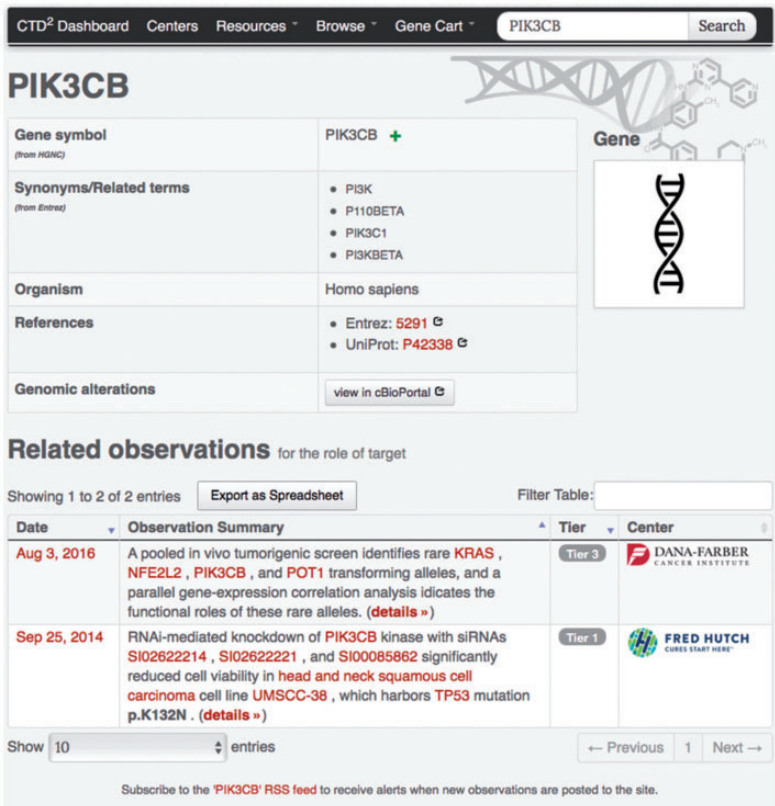 CTD2 Dashboard Centers Resources Browse Gene Cart PIK3CB Search
PIK3CB
Gene symbol
(from HGNC)
PIK3CB +
Gene
HN
N
N
N
CH3
O
N
N
CH3
Synonyms/Related terms
(from Entrez)
• PI3K
• P110BETA
• PIK3C1
• PI3KBETA
Organism
Homo sapiens
References
• Entrez: 5291
• UniProt: P42338
Genomic alterations
view in cBioPortal
Related observations for the role of target
Showing 1 to 2 of 2 entries
Export as Spreadsheet
Filter Table:
Date Observation Summary Tier Center
Aug 3, 2016
A pooled in vivo tumorigenic screen identifies rare KRAS ,
NFE2L2 , PIK3CB , and POT1 transforming alleles, and a
parallel gene-expression correlation analysis idicates the
functional roles of these rare alleles. (details »)
Tier 3
DANA-FARBER
CANCER INSTITUTE
Sep 25, 2014
RNAi-mediated knockdown of PIK3CB kinase with siRNAs
SI02622214 , SI02622221 , and SI00085862 significantly
reduced cell viability in head and neck squamous cell
carcinoma cell line UMSCC-38 , which harbors TP53 mutation
p.K132N . (details »)
Tier 1
FRED HUTCH
CURES START HERE™
Show 10 entries
← Previous 1 Next →
Subscribe to the 'PIK3CB' RSS feed to receive alerts when new observations are posted to the site.